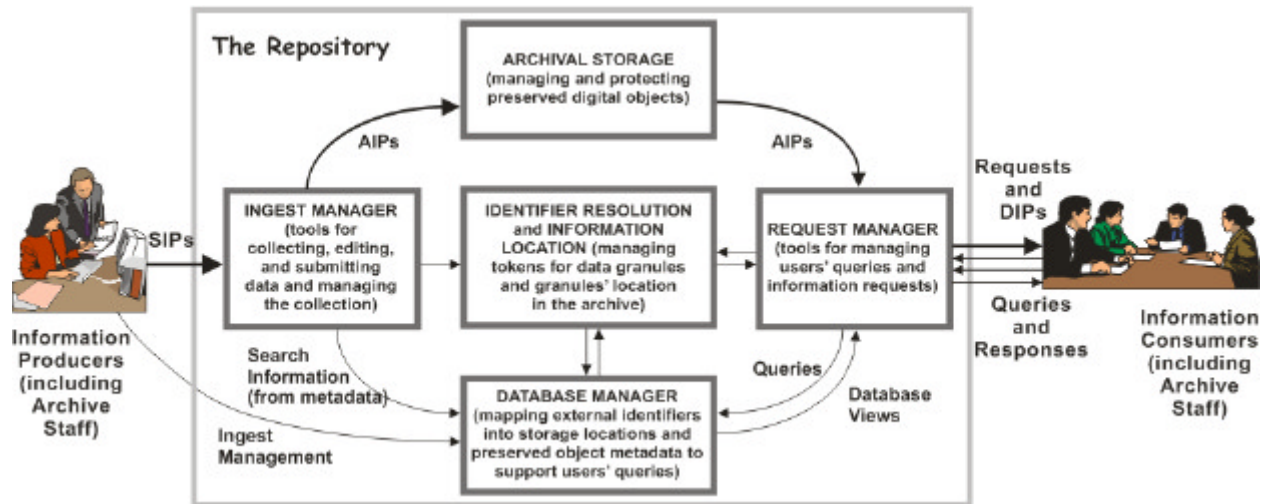 The Repository
ARCHIVAL STORAGE
(managing and protecting
preserved digital objects)
AIPs
AIPs
SIPs
INGEST MANAGER
(tools for
collecting, editing,
and submitting
data and managing
the collection)
IDENTIFIER RESOLUTION
and INFORMATION
LOCATION (managing
tokens for data granules
and granules' location
in the archive)
REQUEST MANAGER
(tools for managing
users' queries and
information requests)
Requests
and
DIPs
Queries
and
Responses
Information
Producers
(including
Archive
Staff)
Information
Consumers
(including
Archive
Staff)
Search
Information
(from metadata)
Ingest
Management
DATABASE MANAGER
(mapping external identifiers
into storage locations and
preserved object metadata to
support users' queries)
Queries
Database
Views